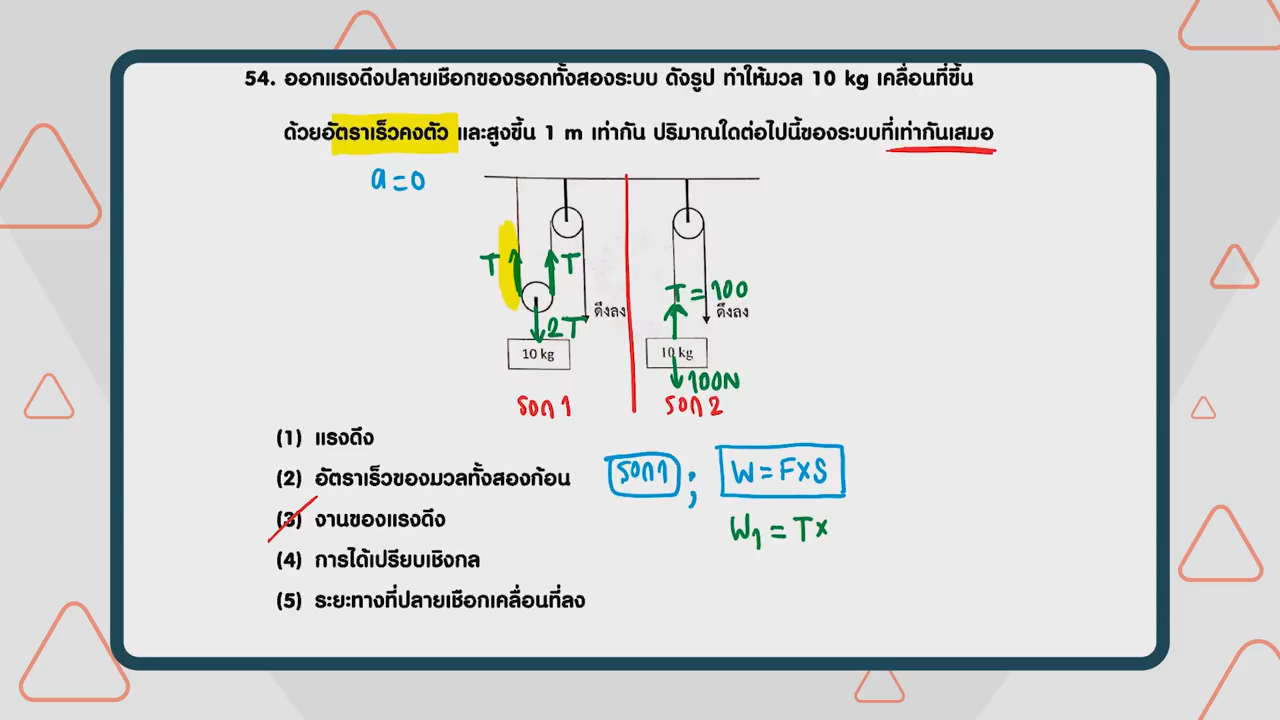 54. ออกแรงดึงปลายเชือกของรอกทั้งสองระบบ ดังรูป ทำให้มวล 10 kg เคลื่อนที่ขึ้น
ด้วยอัตราเร็วคงตัว และสูงขึ้น 1 m เท่ากัน ปริมาณใดต่อไปนี้ของระบบที่เท่ากันเสมอ
a=0
T T
T = 100
ดึงลง ดึงลง
2T
10 kg 10 kg
100N
รอก 1 รอก 2
(1) แรงดึง
(2) อัตราเร็วของมวลทั้งสองก้อน
รอก1 ; W = F×S
(3) งานของแรงดึง
W1 = T×
(4) การได้เปรียบเชิงกล
(5) ระยะทางที่ปลายเชือกเคลื่อนที่ลง